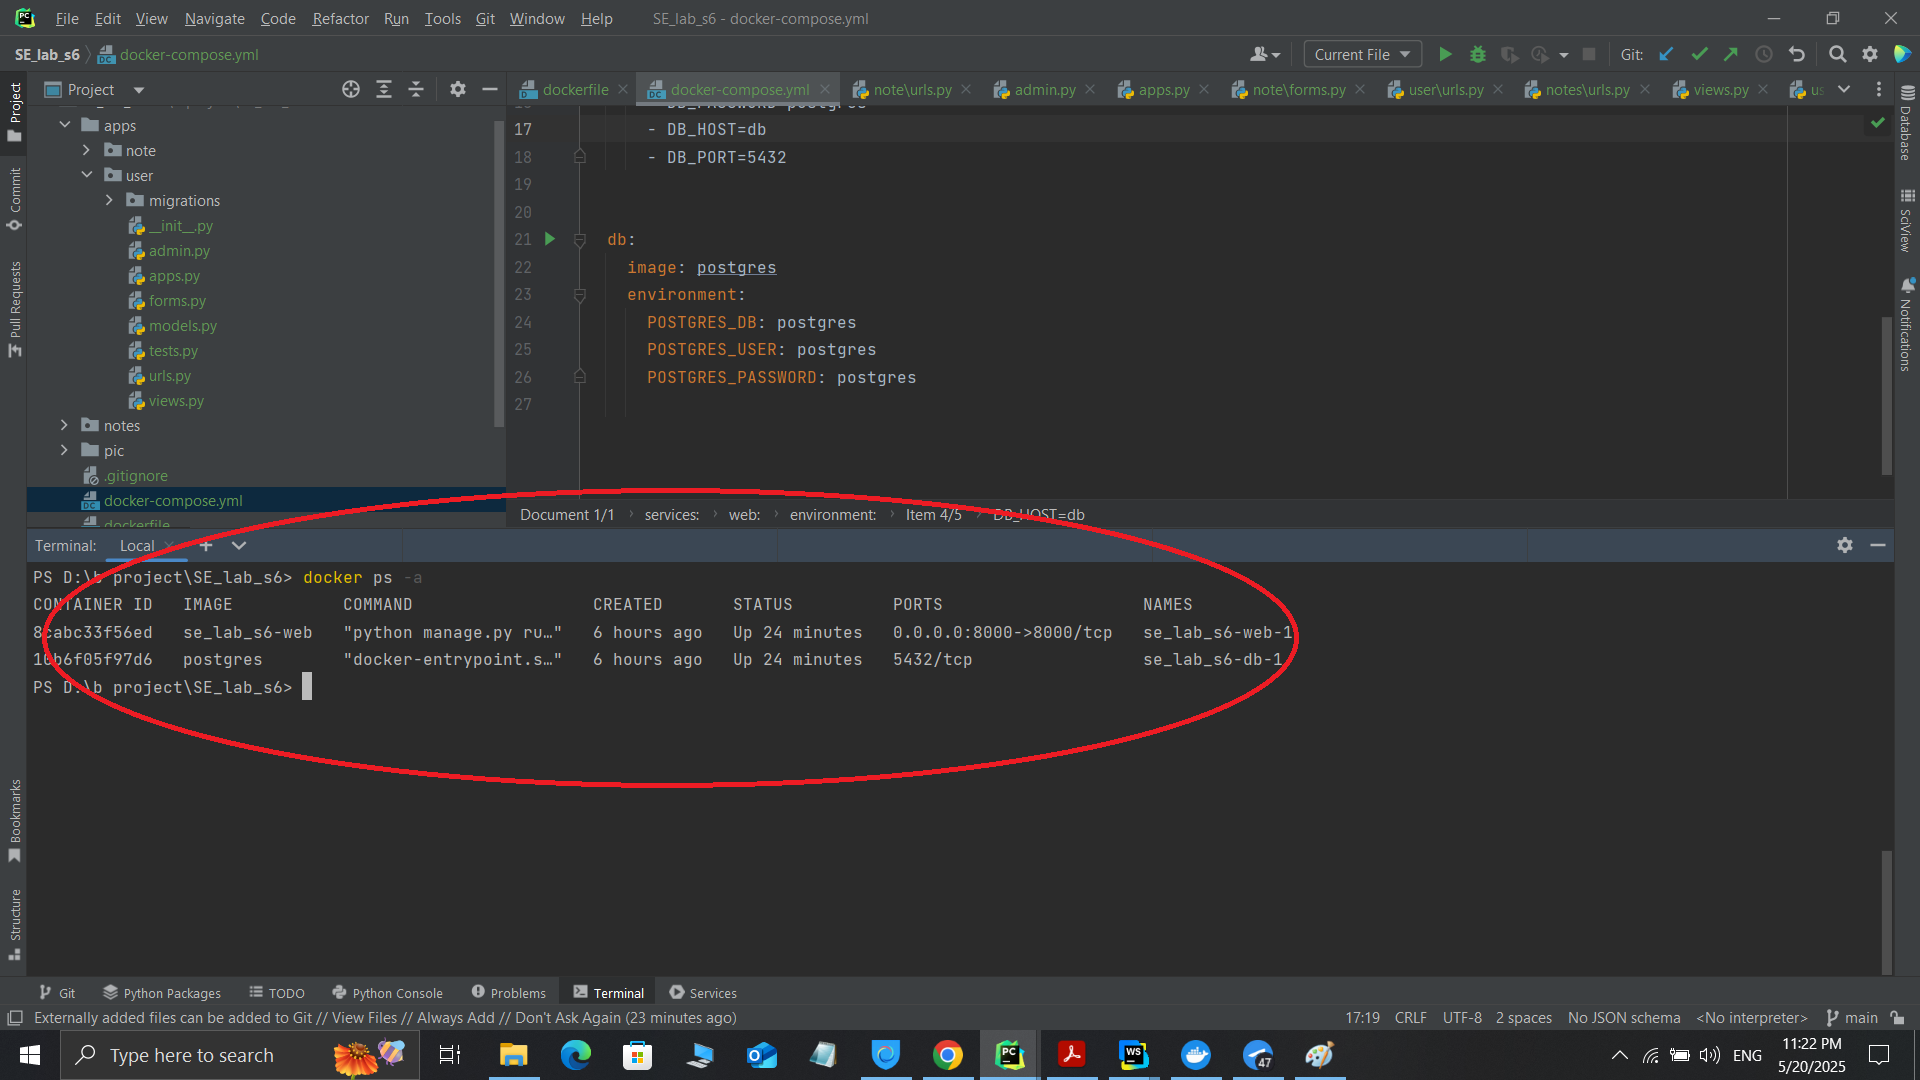 File Edit View Navigate Code Refactor Run Tools Git Window Help SE_lab_s6 - docker-compose.yml
SE_lab_s6 docker-compose.yml Current File Git:
Project
dockerfile docker-compose.yml note\urls.py admin.py apps.py note\forms.py user\urls.py notes\urls.py views.py us
apps
note
user
migrations
__init__.py
admin.py
apps.py
forms.py
models.py
tests.py
urls.py
views.py
notes
pic
.gitignore
docker-compose.yml
dockerfile
17 - DB_HOST=db
18 - DB_PORT=5432
19
20
21 db:
22 image: postgres
23 environment:
24 POSTGRES_DB: postgres
25 POSTGRES_USER: postgres
26 POSTGRES_PASSWORD: postgres
27
Document 1/1 services: web: environment: Item 4/5 DB_HOST=db
Project
Commit
Pull Requests
Bookmarks
Structure
Database
SciView
Notifications
Terminal: Local
PS D:\b project\SE_lab_s6> docker ps -a
CONTAINER ID IMAGE COMMAND CREATED STATUS PORTS NAMES
8cabc33f56ed se_lab_s6-web "python manage.py ru…" 6 hours ago Up 24 minutes 0.0.0.0:8000->8000/tcp se_lab_s6-web-1
10b6f05f97d6 postgres "docker-entrypoint.s…" 6 hours ago Up 24 minutes 5432/tcp se_lab_s6-db-1
PS D:\b project\SE_lab_s6>
Git Python Packages TODO Python Console Problems Terminal Services
Externally added files can be added to Git // View Files // Always Add // Don't Ask Again (23 minutes ago) 17:19 CRLF UTF-8 2 spaces No JSON schema <No interpreter> main
Type here to search
PC
WS
47
ENG
11:22 PM
5/20/2025